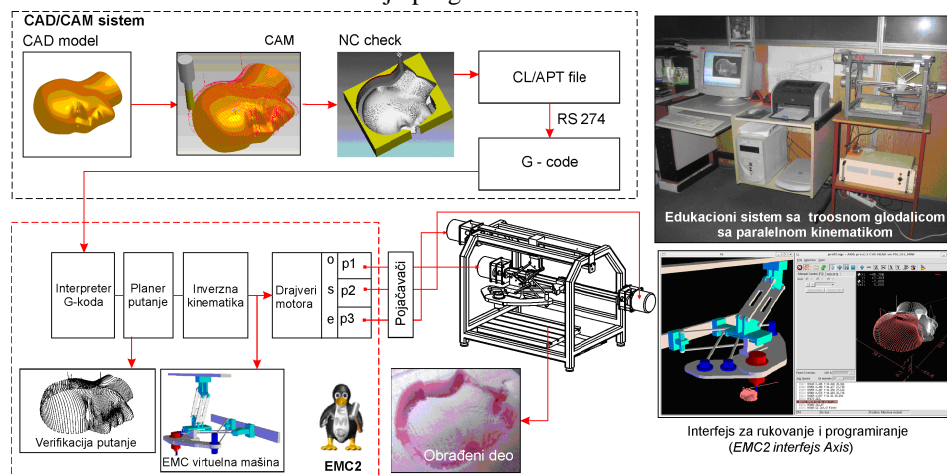 CAD/CAM sistem
CAD model
CAM
NC check
CL/APT file
RS 274
G - code
Edukacioni sistem sa troosnom glodalicom
sa paralelnom kinematikom
Interpreter
G-koda
Planer
putanje
Inverzna
kinematika
Drajveri
motora
o
s
e
p1
p2
p3
Pojačavači
Verifikacija putanje
EMC virtuelna mašina
EMC2
Obrađeni deo
Interfejs za rukovanje i programiranje
(EMC2 interfejs Axis)